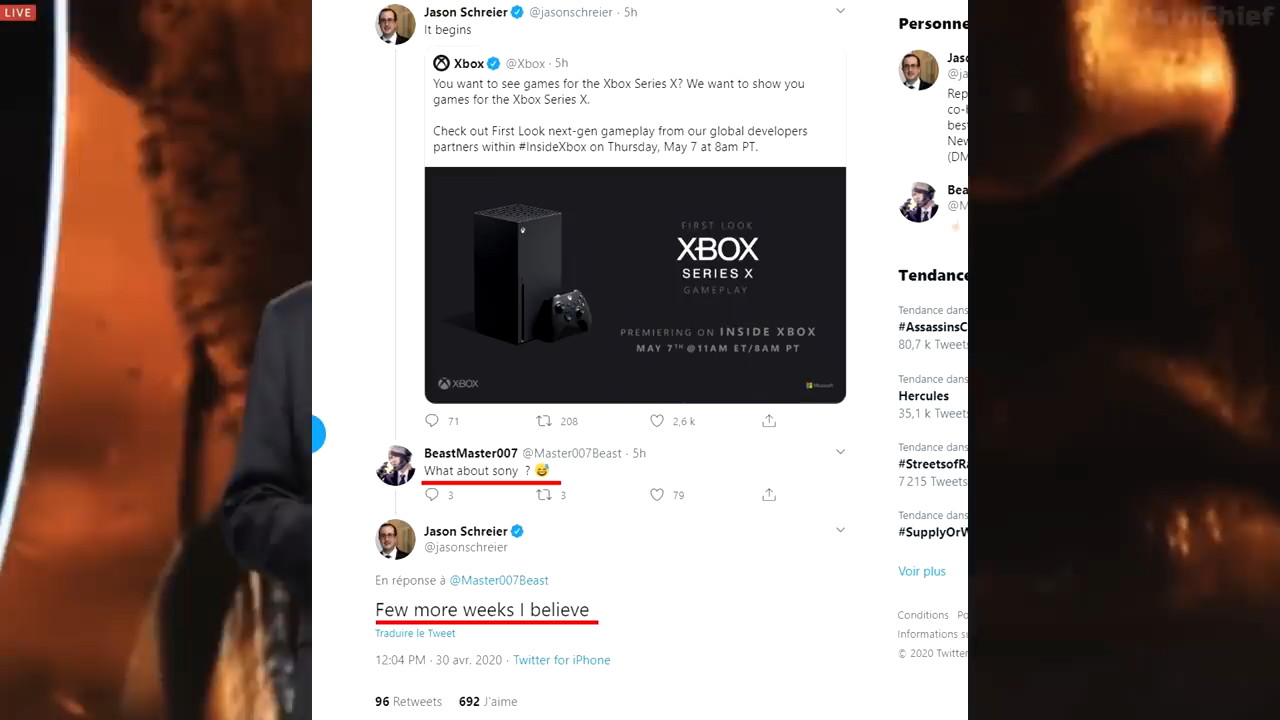 LIVE
Jason Schreier @jasonschreier · 5h
It begins
Xbox @Xbox · 5h
You want to see games for the Xbox Series X? We want to show you
games for the Xbox Series X.
Check out First Look next-gen gameplay from our global developers
partners within #InsideXbox on Thursday, May 7 at 8am PT.
FIRST LOOK
XBOX
SERIES X
GAMEPLAY
PREMIERING ON INSIDE XBOX
MAY 7TH @11AM ET/8AM PT
XBOX
Microsoft
71 208 2,6 k
BeastMaster007 @Master007Beast · 5h
What about sony ?
3 3 79
Jason Schreier
@jasonschreier
En réponse à @Master007Beast
Few more weeks I believe
Traduire le Tweet
12:04 PM · 30 avr. 2020 · Twitter for iPhone
96 Retweets 692 J'aime
Personne
Jaso
@ja
Rep
co-h
best
New
(DM
Bea
@M
Tendance
Tendance dans
#AssassinsC
80,7 k Tweets
Tendance dans
Hercules
35,1 k Tweets
Tendance dans
#StreetsofRa
7 215 Tweets
Tendance dans
#SupplyOrW
Voir plus
Conditions Po
Informations su
© 2020 Twitter